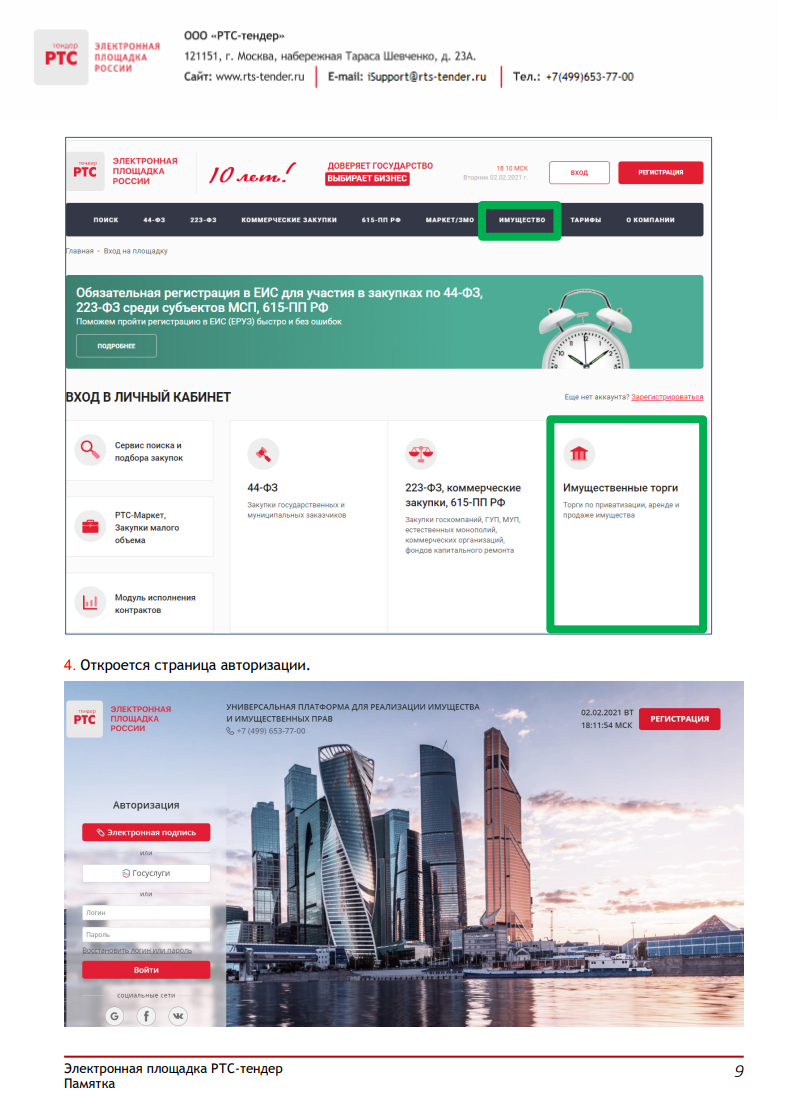 тендер
РТС
ЭЛЕКТРОННАЯ
ПЛОЩАДКА
РОССИИ
ООО «РТС-тендер»
121151, г. Москва, набережная Тараса Шевченко, д. 23А.
Сайт: www.rts-tender.ru | E-mail: iSupport@rts-tender.ru | Тел.: +7(499)653-77-00
тендер
РТС
ЭЛЕКТРОННАЯ
ПЛОЩАДКА
РОССИИ
10 лет!
ДОВЕРЯЕТ ГОСУДАРСТВО
ВЫБИРАЕТ БИЗНЕС
18 10 МСК
Вторник 02.02.2021 г.
ВХОД
РЕГИСТРАЦИЯ
ПОИСК 44-ФЗ 223-ФЗ КОММЕРЧЕСКИЕ ЗАКУПКИ 615-ПП РФ МАРКЕТ/ЗМО ИМУЩЕСТВО ТАРИФЫ О КОМПАНИИ
Главная - Вход на площадку
Обязательная регистрация в ЕИС для участия в закупках по 44-ФЗ,
223-ФЗ среди субъектов МСП, 615-ПП РФ
Поможем пройти регистрацию в ЕИС (ЕРУЗ) быстро и без ошибок
ПОДРОБНЕЕ
ВХОД В ЛИЧНЫЙ КАБИНЕТ
Еще нет аккаунта? Зарегистрироваться
Сервис поиска и
подбора закупок
РТС-Маркет,
Закупки малого
объема
Модуль исполнения
контрактов
44-ФЗ
Закупки государственных и
муниципальных заказчиков
223-ФЗ, коммерческие
закупки, 615-ПП РФ
Закупки госкомпаний, ГУП, МУП,
естественных монополий,
коммерческих организаций,
фондов капитального ремонта
Имущественные торги
Торги по приватизации, аренде и
продаже имущества
4. Откроется страница авторизации.
тендер
РТС
ЭЛЕКТРОННАЯ
ПЛОЩАДКА
РОССИИ
УНИВЕРСАЛЬНАЯ ПЛАТФОРМА ДЛЯ РЕАЛИЗАЦИИ ИМУЩЕСТВА
И ИМУЩЕСТВЕННЫХ ПРАВ
+7 (499) 653-77-00
02.02.2021 ВТ
18:11:54 МСК
РЕГИСТРАЦИЯ
Авторизация
Электронная подпись
или
Госуслуги
или
Логин
Пароль
Восстановить логин или пароль
Войти
социальные сети
Электронная площадка РТС-тендер
Памятка
9